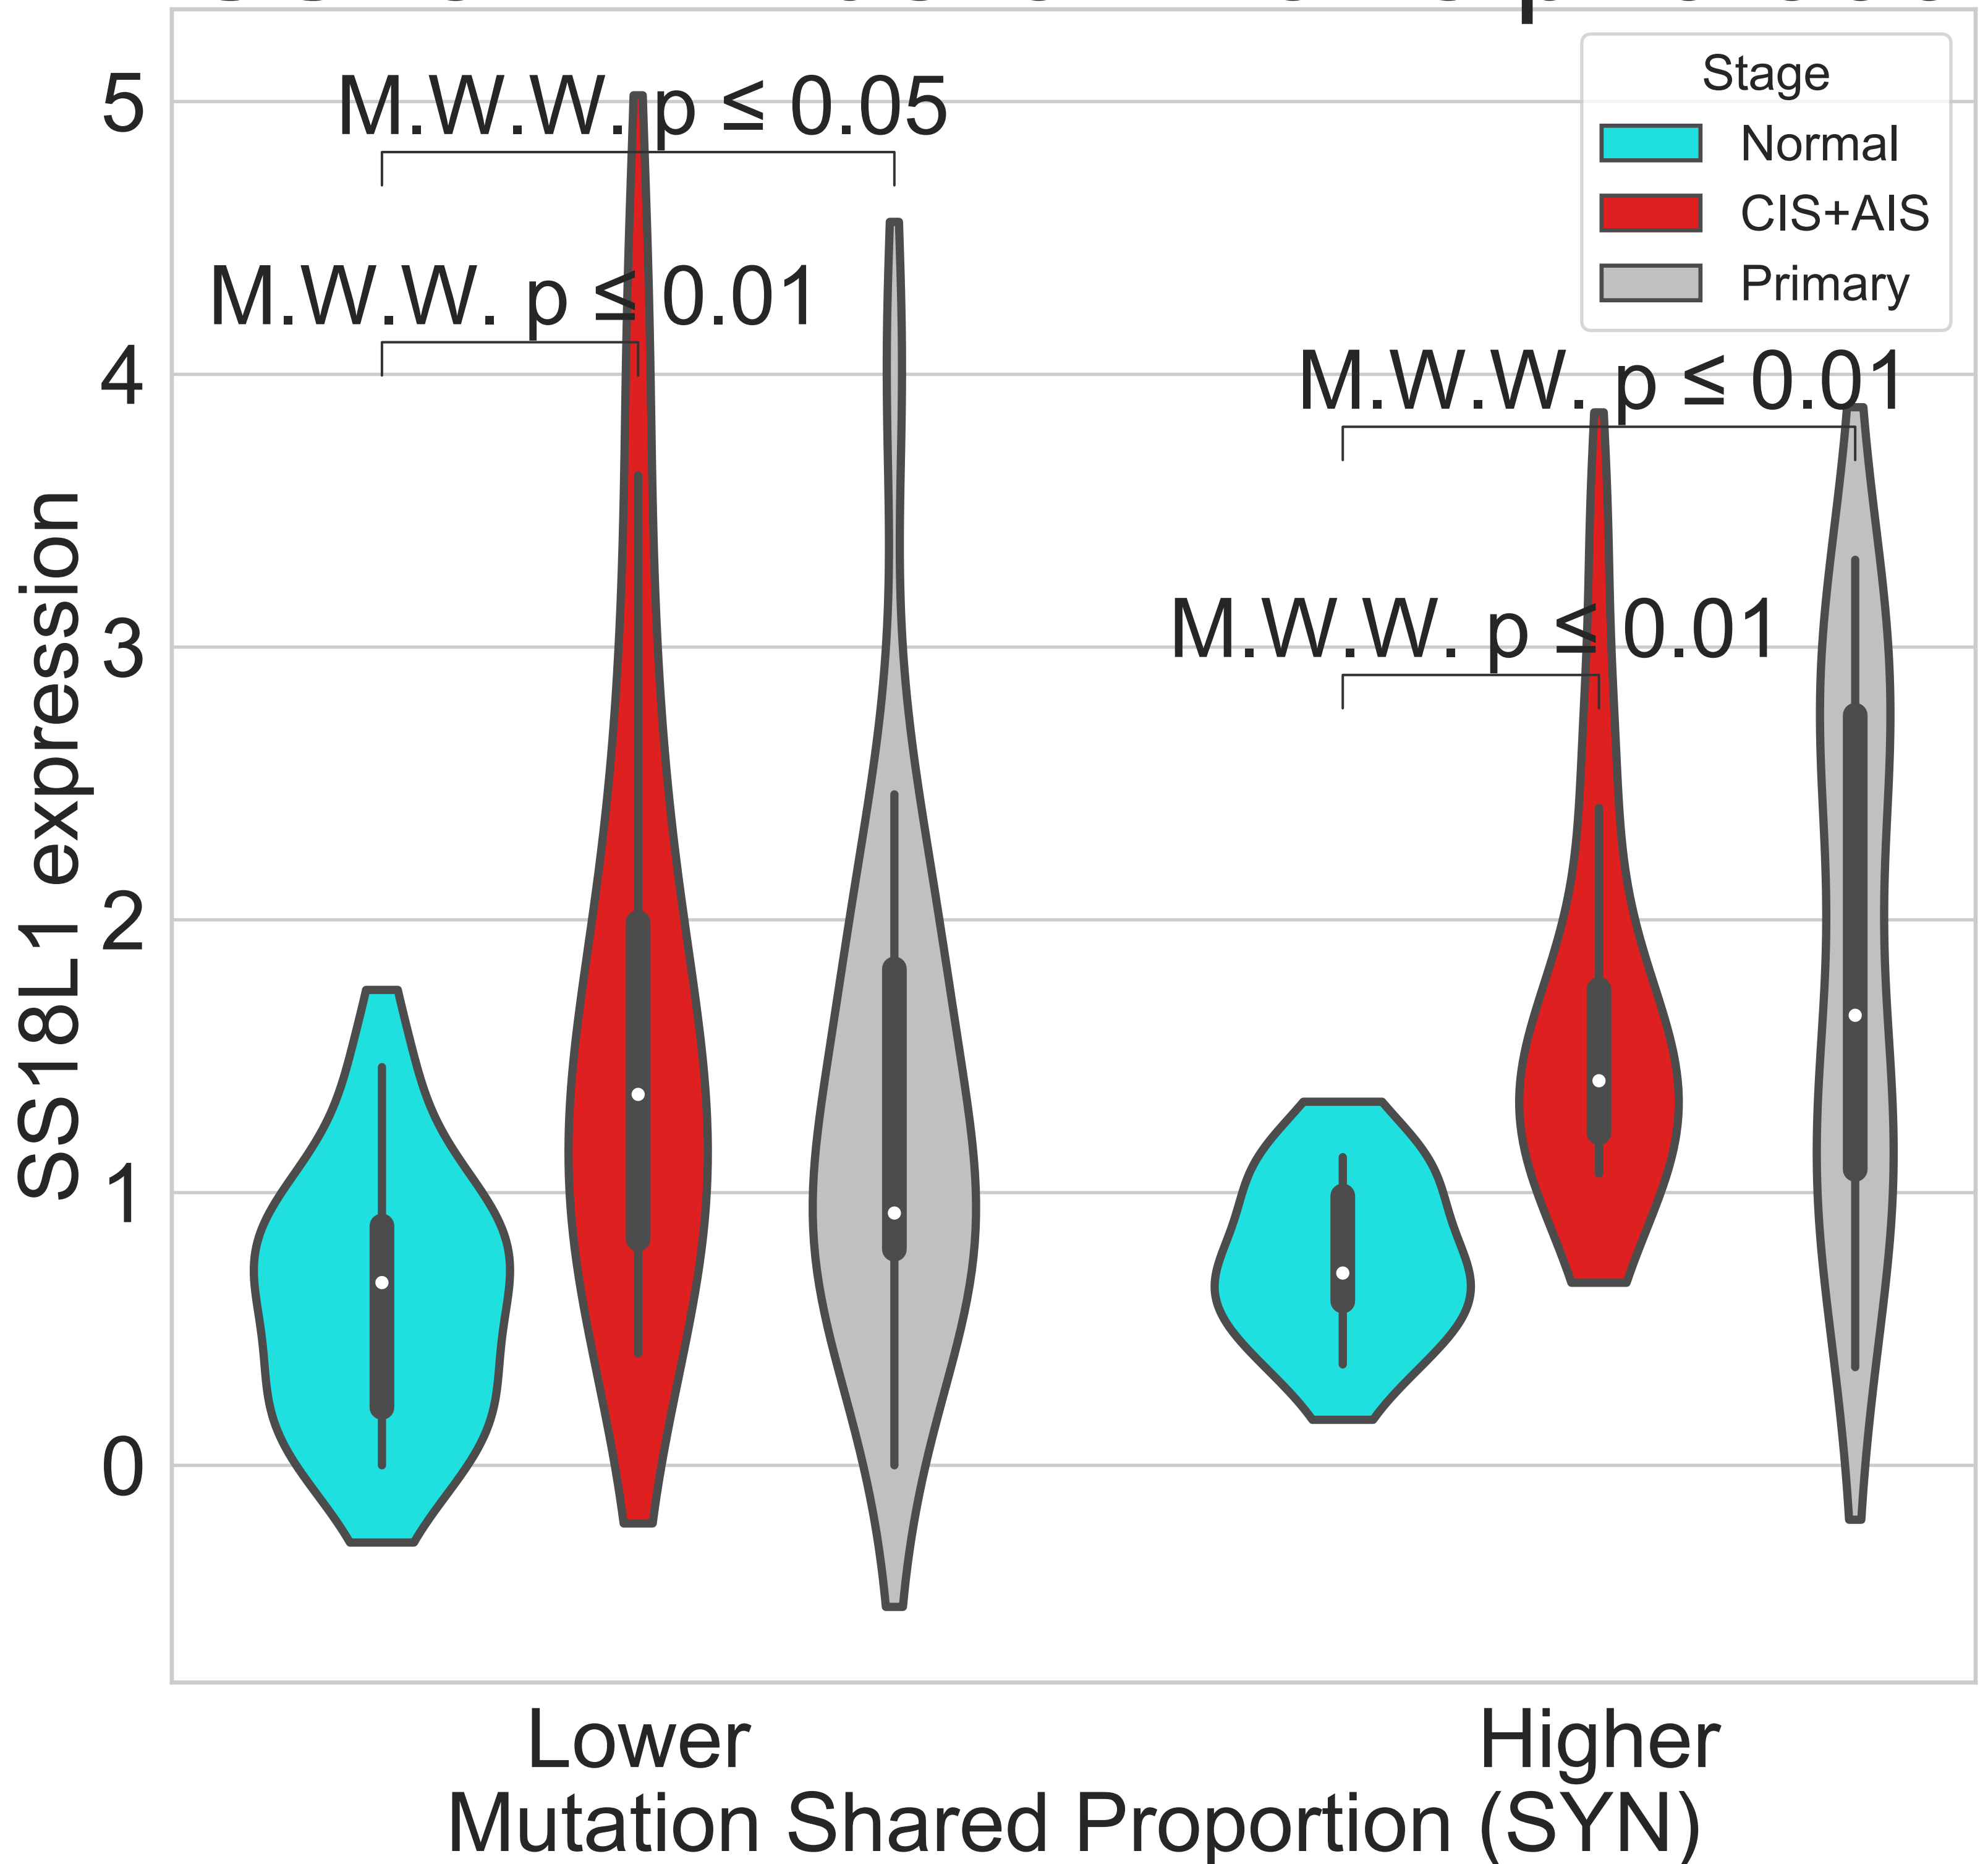 Stage
Normal
CIS+AIS
Primary
M.W.W. p ≤ 0.05
M.W.W. p ≤ 0.01
M.W.W. p ≤ 0.01
M.W.W. p ≤ 0.01
5
4
3
2
1
0
SS18L1 expression
Lower
Higher
Mutation Shared Proportion (SYN)